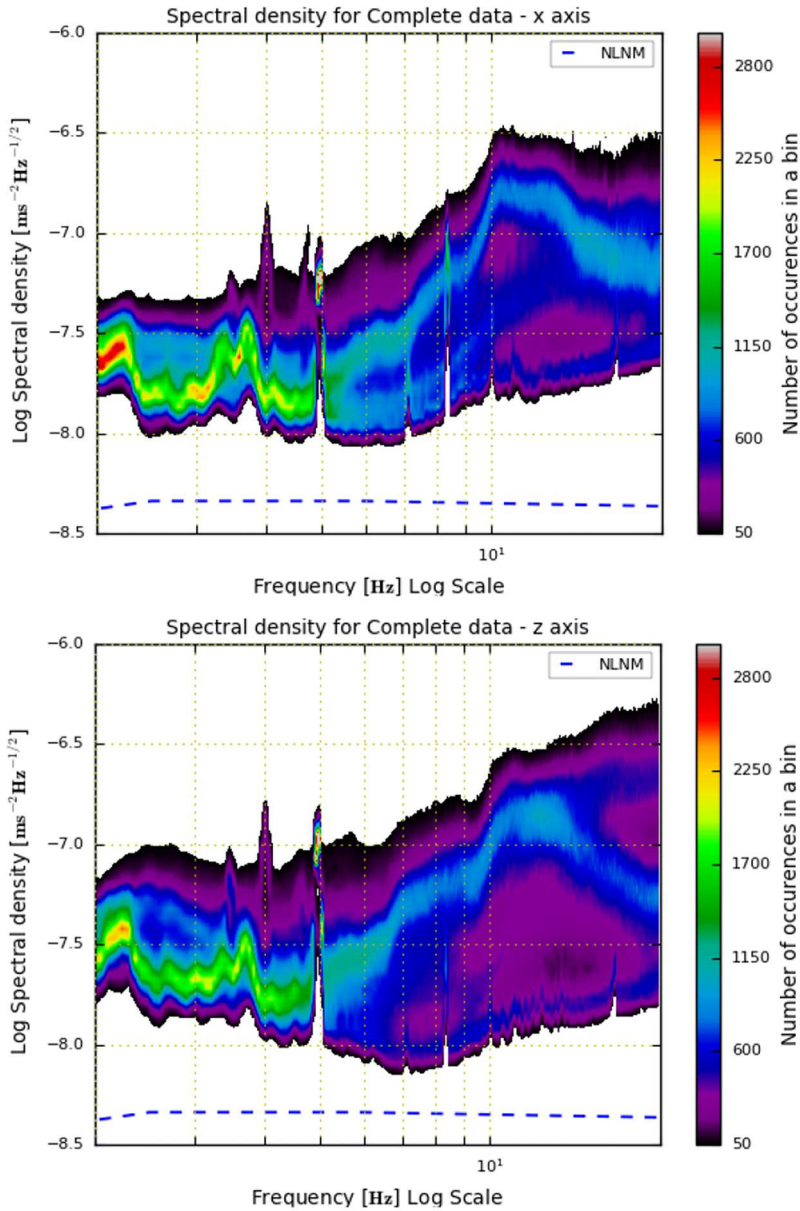 Spectral density for Complete data - x axis
Log Spectral density [ms⁻²Hz⁻¹/²]
−6.0
−6.5
−7.0
−7.5
−8.0
−8.5
NLNM
10¹
Frequency [Hz] Log Scale
2800
2250
1700
1150
600
50
Number of occurences in a bin
Spectral density for Complete data - z axis
Log Spectral density [ms⁻²Hz⁻¹/²]
−6.0
−6.5
−7.0
−7.5
−8.0
−8.5
NLNM
10¹
Frequency [Hz] Log Scale
2800
2250
1700
1150
600
50
Number of occurences in a bin